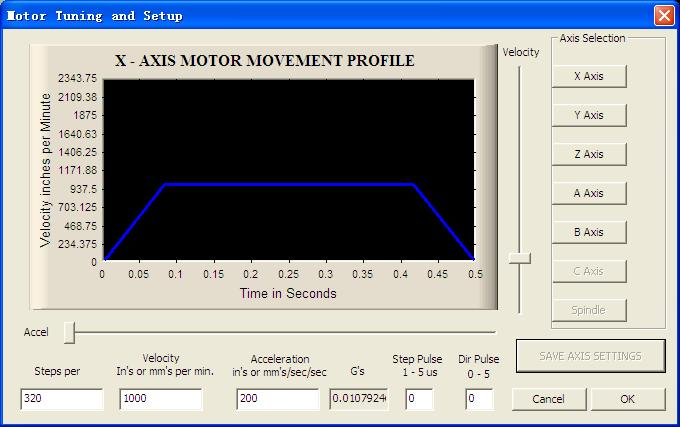 Motor Tuning and Setup
X - AXIS MOTOR MOVEMENT PROFILE
Velocity inches per Minute
2343.75
2109.38
1875
1640.63
1406.25
1171.88
937.5
703.125
468.75
234.375
0
0 0.05 0.1 0.15 0.2 0.25 0.3 0.35 0.4 0.45 0.5
Time in Seconds
Velocity
Axis Selection
X Axis
Y Axis
Z Axis
A Axis
B Axis
C Axis
Spindle
Accel
SAVE AXIS SETTINGS
Steps per
Velocity
In's or mm's per min.
Acceleration
in's or mm's/sec/sec
G's
Step Pulse
1 - 5 us
Dir Pulse
0 - 5
320 1000 200 0.0107924 0 0
Cancel OK